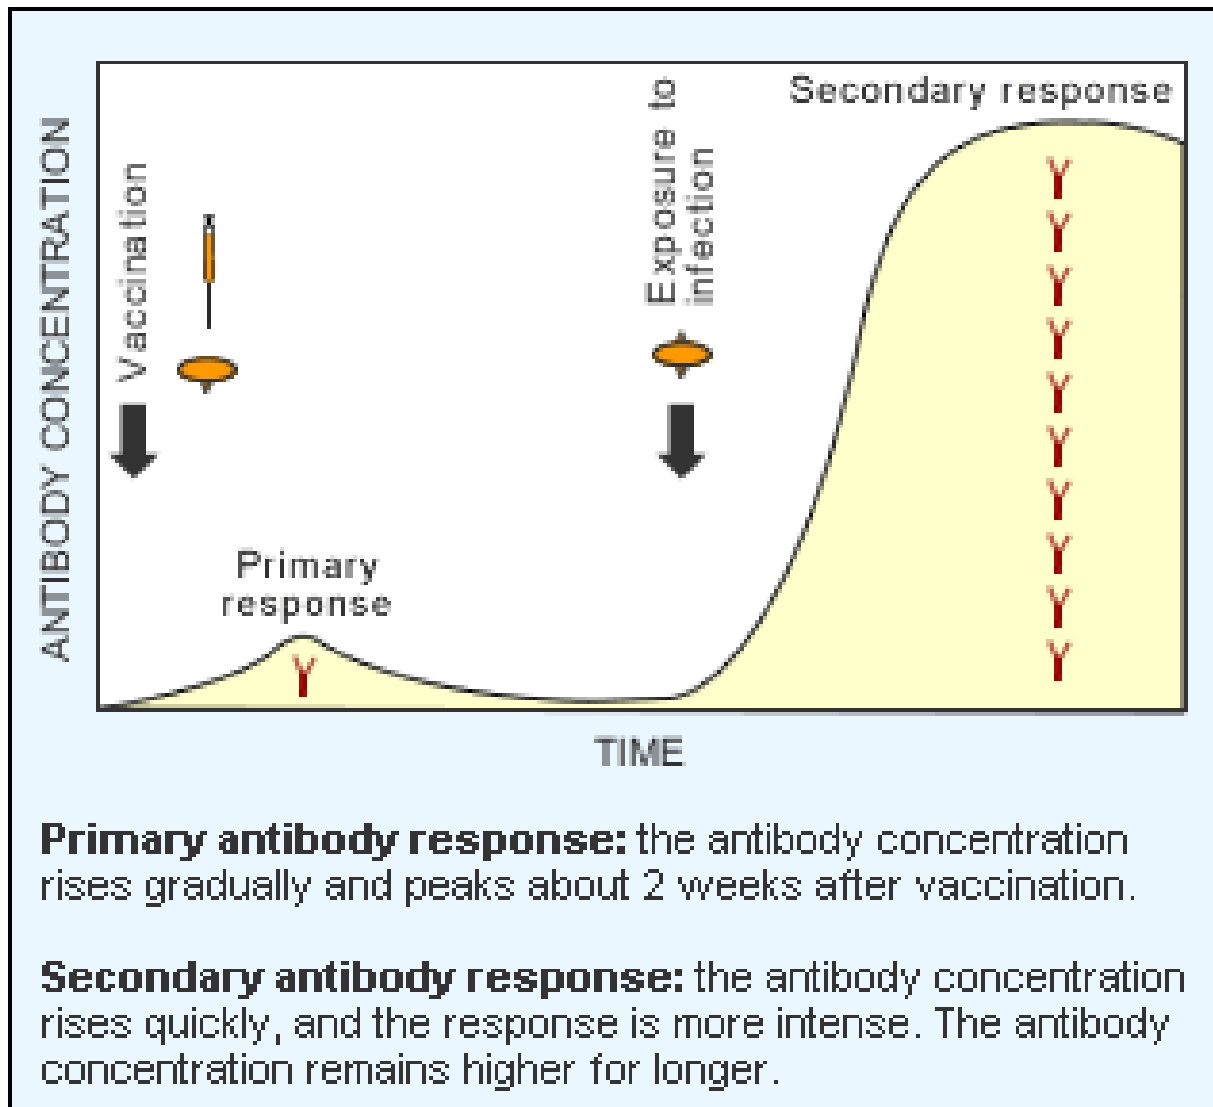 ANTIBODY CONCENTRATION
Vaccination
Exposure to
infection
Secondary response
Primary
response
TIME
Primary antibody response: the antibody concentration
rises gradually and peaks about 2 weeks after vaccination.
Secondary antibody response: the antibody concentration
rises quickly, and the response is more intense. The antibody
concentration remains higher for longer.